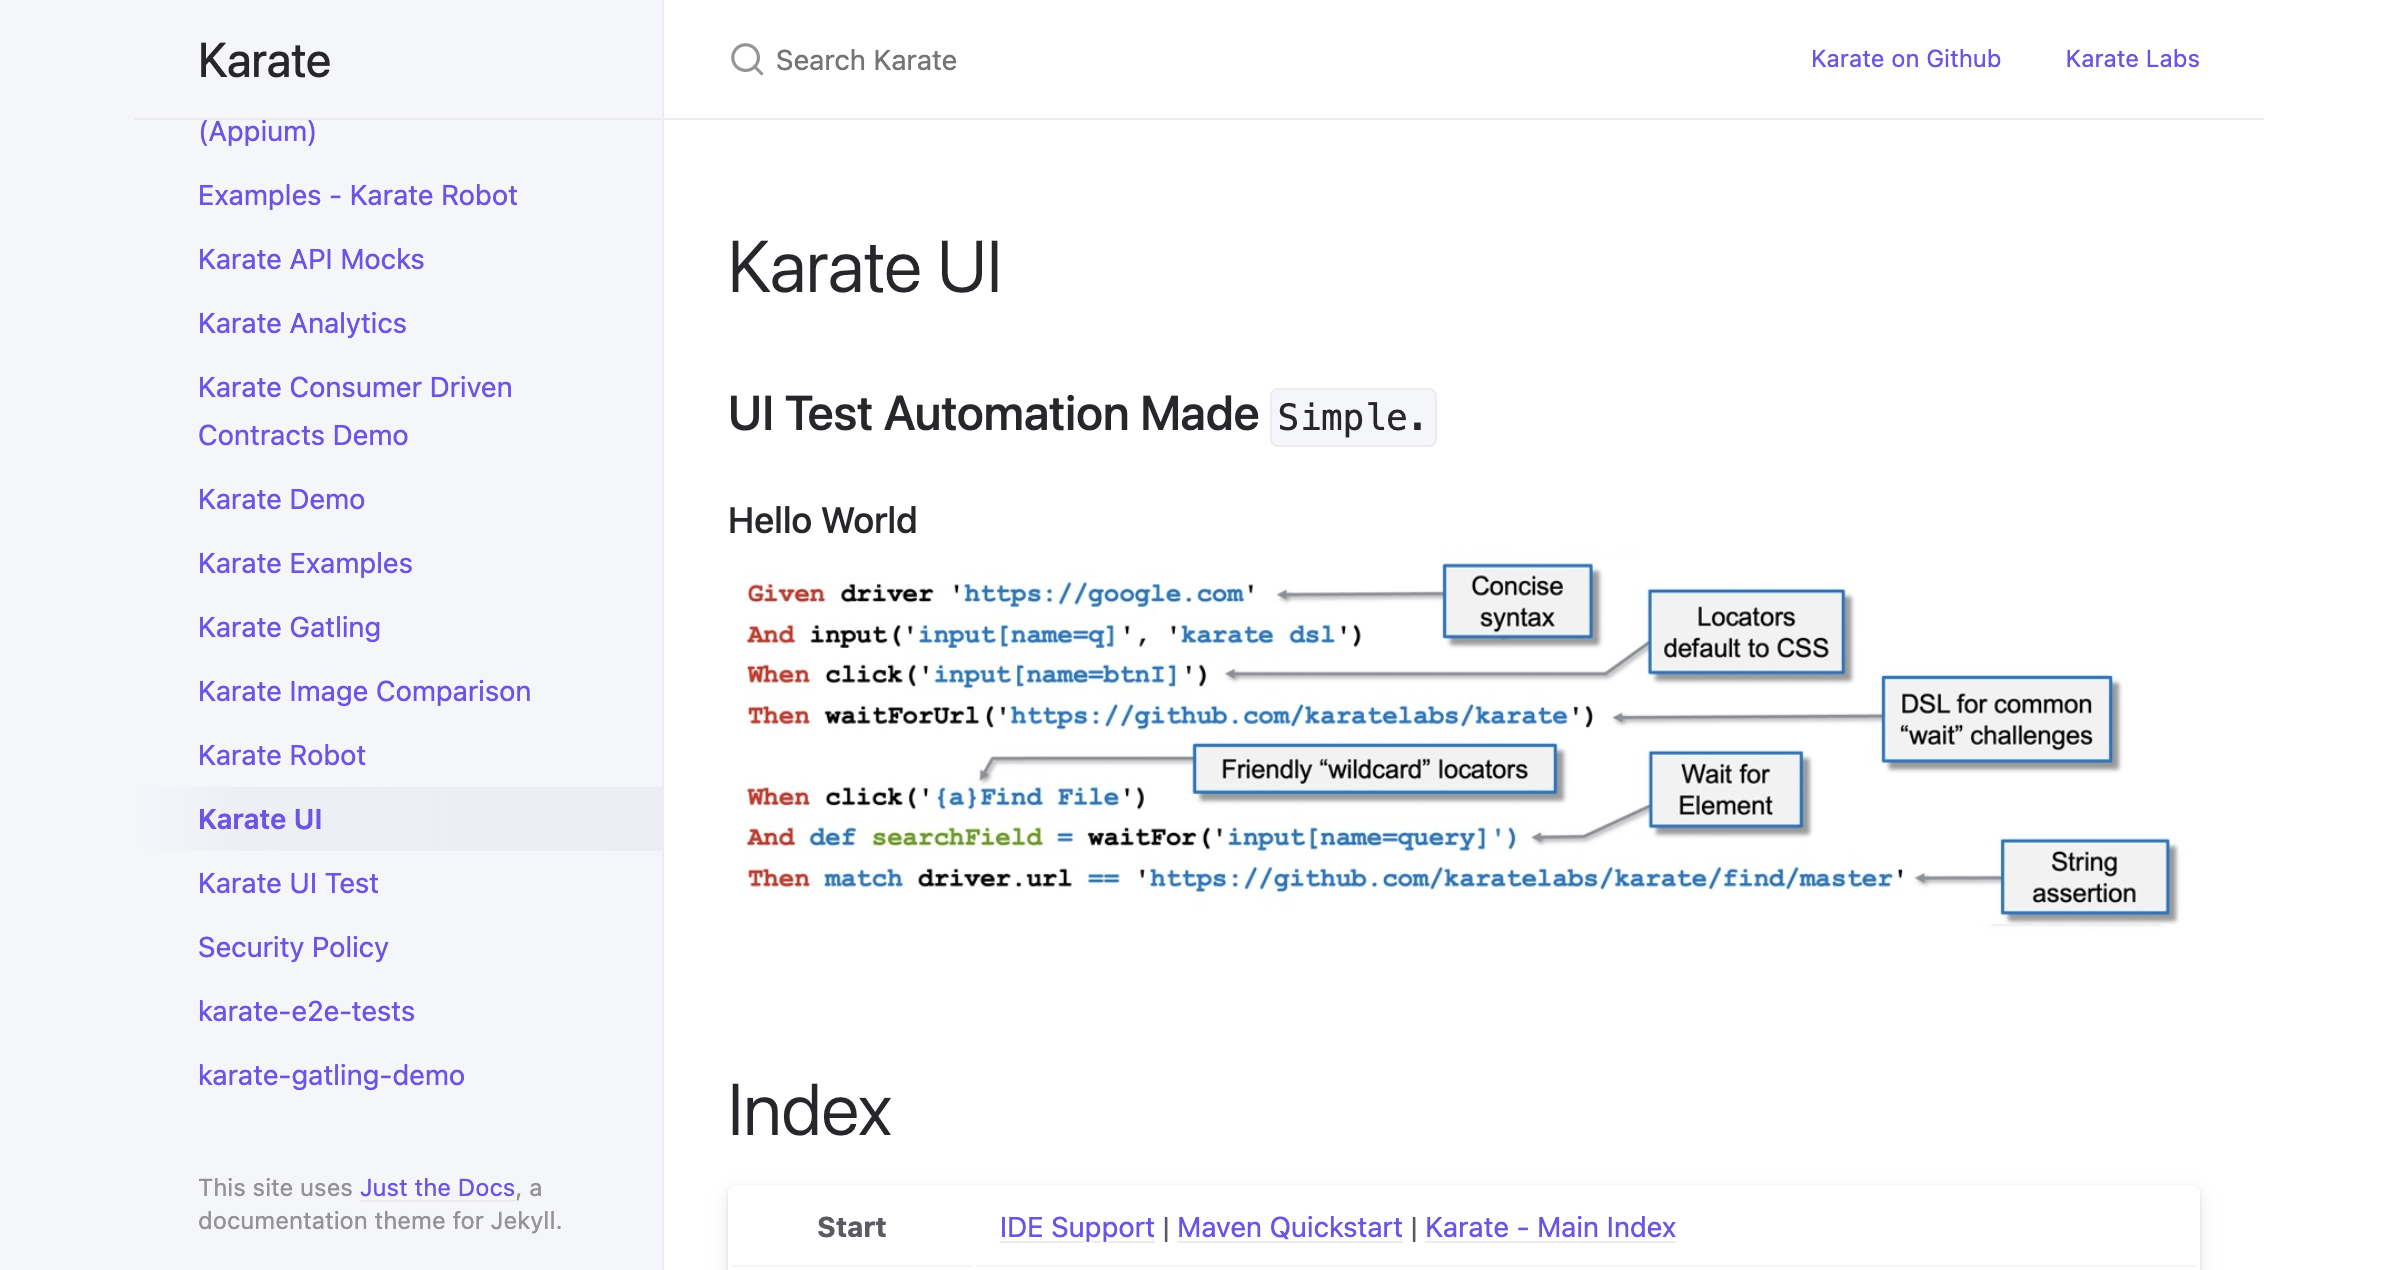 Karate
Search Karate
Karate on Github
Karate Labs
(Appium)
Examples - Karate Robot
Karate API Mocks
Karate Analytics
Karate Consumer Driven
Contracts Demo
Karate Demo
Karate Examples
Karate Gatling
Karate Image Comparison
Karate Robot
Karate UI
Karate UI Test
Security Policy
karate-e2e-tests
karate-gatling-demo
This site uses Just the Docs, a
documentation theme for Jekyll.
Karate UI
UI Test Automation Made Simple.
Hello World
Given driver 'https://google.com'
Concise
syntax
And input('input[name=q]', 'karate dsl')
Locators
default to CSS
When click('input[name=btnI]')
Then waitForUrl('https://github.com/karatelabs/karate')
DSL for common
“wait” challenges
Friendly “wildcard” locators
When click('{a}Find File')
Wait for
Element
And def searchField = waitFor('input[name=query]')
Then match driver.url == 'https://github.com/karatelabs/karate/find/master'
String
assertion
Index
Start IDE Support | Maven Quickstart | Karate - Main Index